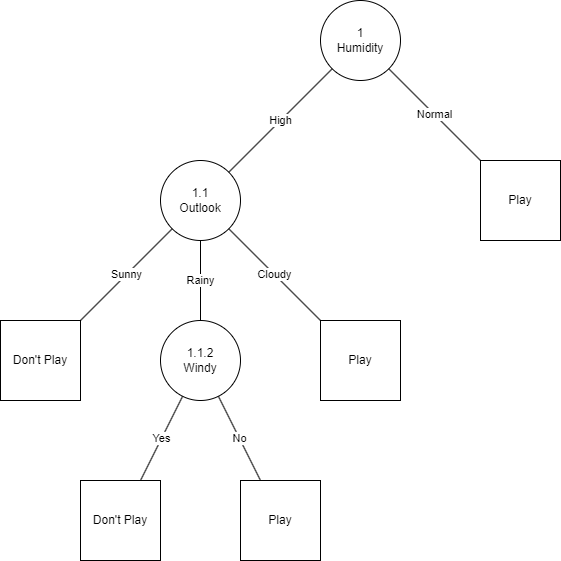 1
Humidity
High
Normal
1.1
Outlook
Play
Sunny
Rainy
Cloudy
Don't Play
1.1.2
Windy
Play
Yes
No
Don't Play
Play